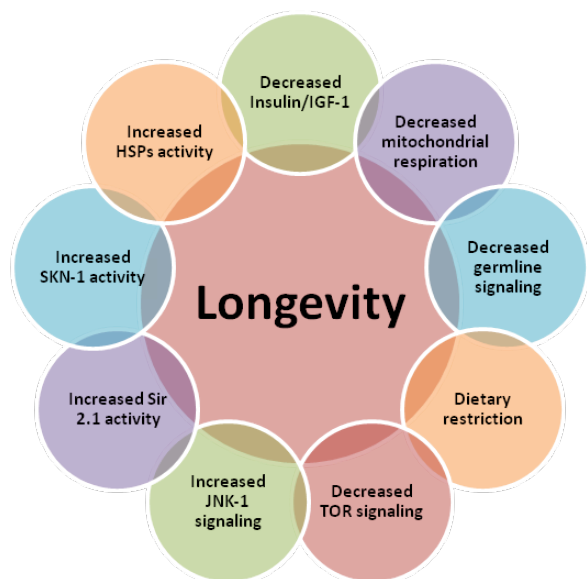 Longevity
Decreased
Insulin/IGF-1
Decreased
mitochondrial
respiration
Decreased
germline
signaling
Dietary
restriction
Decreased
TOR signaling
Increased
JNK-1
signaling
Increased Sir
2.1 activity
Increased
SKN-1 activity
Increased
HSPs activity